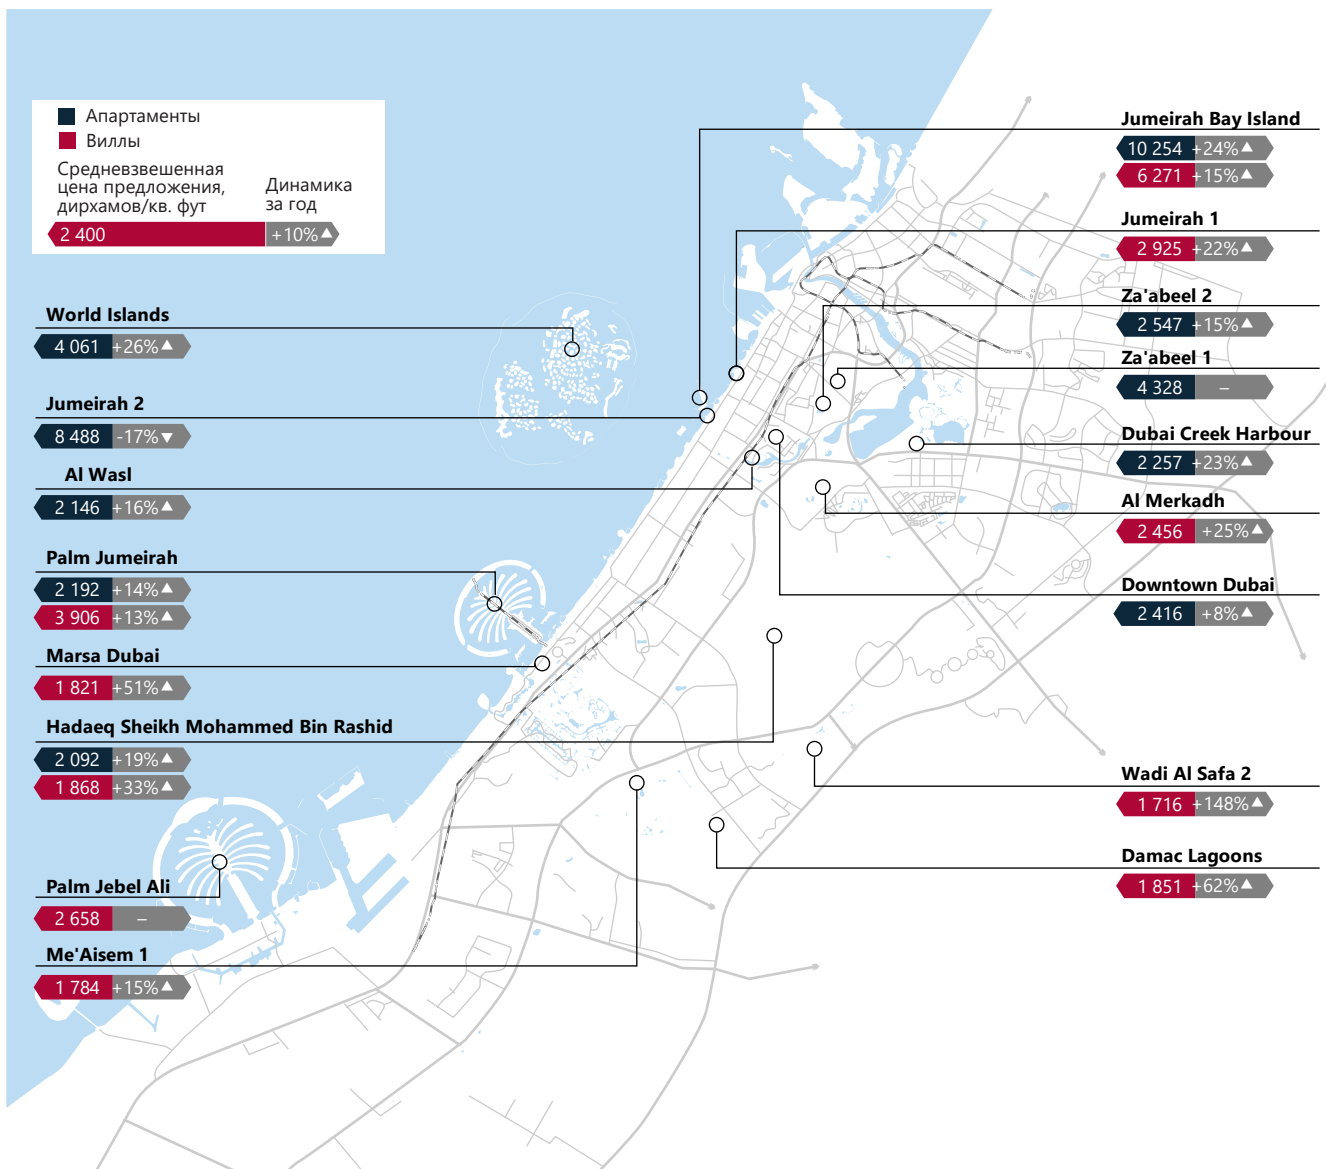 Апартаменты
Виллы
Средневзвешенная
цена предложения,
дирхамов/кв. фут
Динамика
за год
2 400 +10%▲
World Islands
4 061 +26%▲
Jumeirah 2
8 488 -17%▼
Al Wasl
2 146 +16%▲
Palm Jumeirah
2 192 +14%▲
3 906 +13%▲
Marsa Dubai
1 821 +51%▲
Hadaeq Sheikh Mohammed Bin Rashid
2 092 +19%▲
1 868 +33%▲
Palm Jebel Ali
2 658 –
Me'Aisem 1
1 784 +15%▲
Jumeirah Bay Island
10 254 +24%▲
6 271 +15%▲
Jumeirah 1
2 925 +22%▲
Za'abeel 2
2 547 +15%▲
Za'abeel 1
4 328 –
Dubai Creek Harbour
2 257 +23%▲
Al Merkadh
2 456 +25%▲
Downtown Dubai
2 416 +8%▲
Wadi Al Safa 2
1 716 +148%▲
Damac Lagoons
1 851 +62%▲